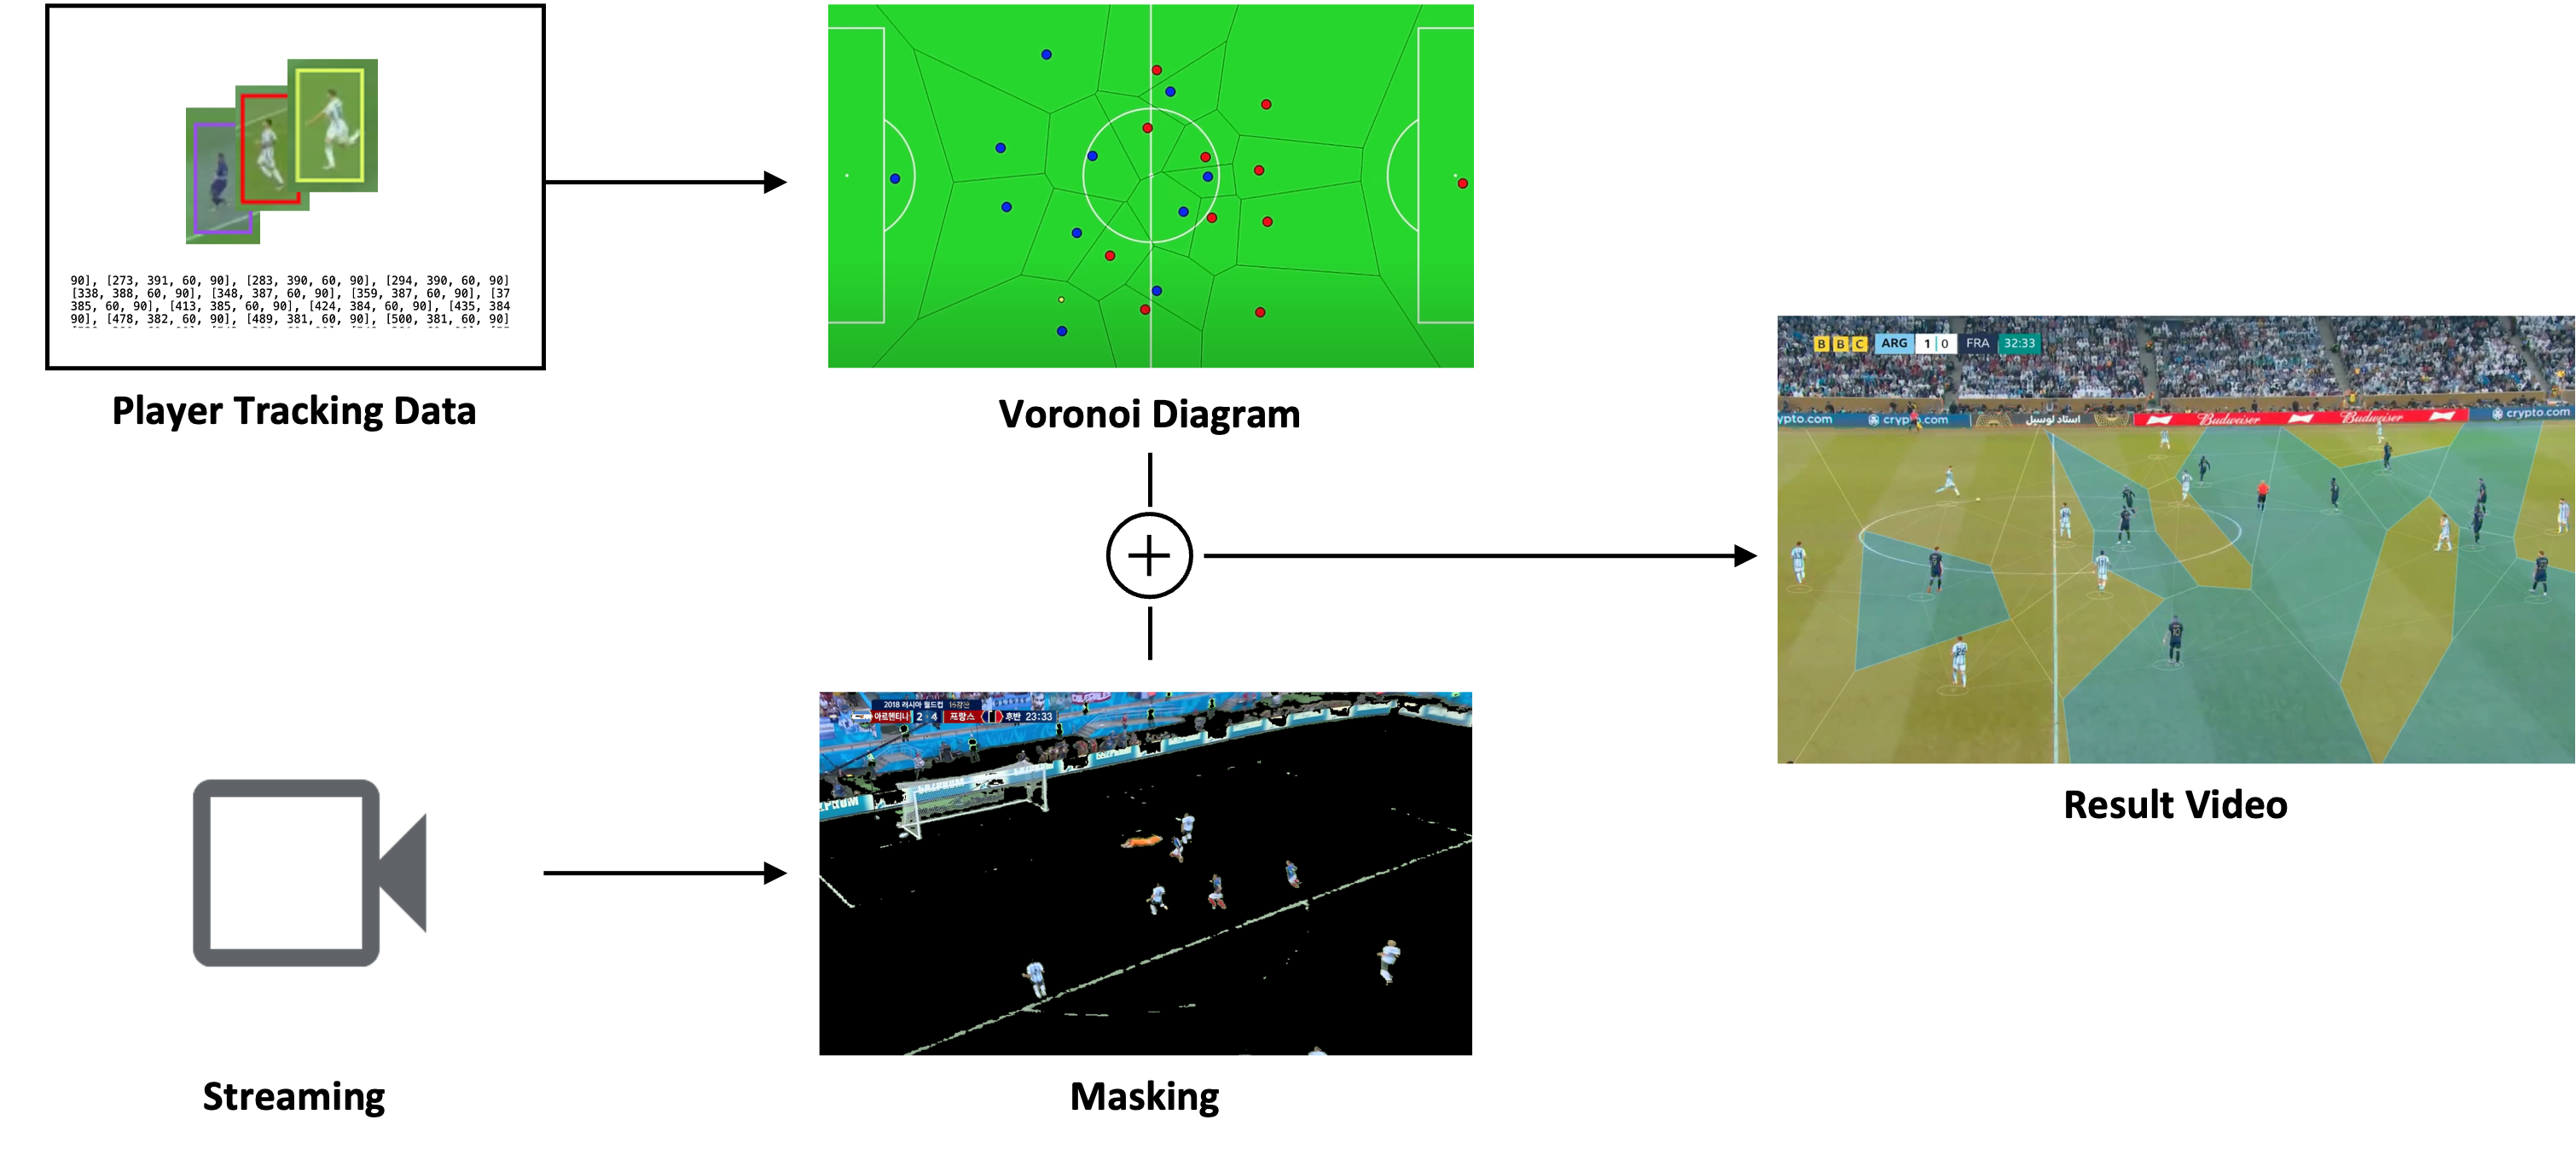 90], [273, 391, 60, 90], [283, 390, 60, 90], [294, 390, 60, 90]
[338, 388, 60, 90], [348, 387, 60, 90], [359, 387, 60, 90], [37
385, 60, 90], [413, 385, 60, 90], [424, 384, 60, 90], [435, 384
90], [478, 382, 60, 90], [489, 381, 60, 90], [500, 381, 60, 90]
Player Tracking Data
Voronoi Diagram
BBC ARG 1 0 FRA 32:33
ypto.com crypto.com استاد لوسيل Budweiser Budweiser crypto.com
10
26
Result Video
2018 러시아 월드컵 16강전
아르헨티나 2 4 프랑스 후반 23:33
Streaming
Masking